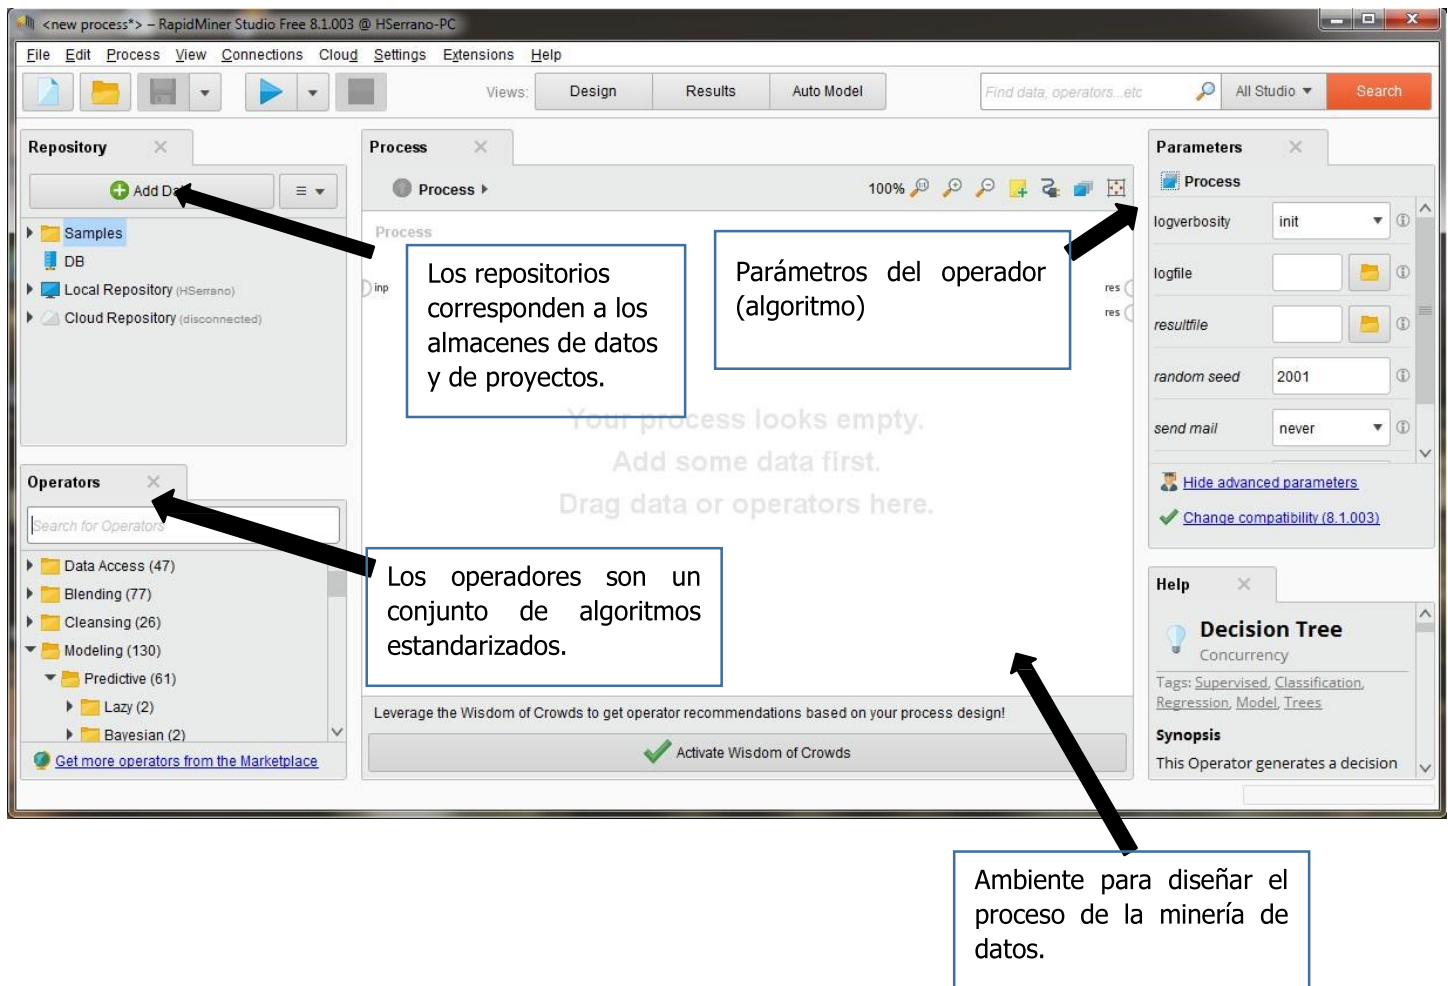 <new process*> – RapidMiner Studio Free 8.1.003 @ HSerrano-PC
File Edit Process View Connections Cloud Settings Extensions Help
Views: Design Results Auto Model
Find data, operators...etc
All Studio
Search
Repository
Add Dat
Samples
DB
Local Repository (HSerrano)
Cloud Repository (disconnected)
Los repositorios
corresponden a los
almacenes de datos
y de proyectos.
Operators
Search for Operators
Data Access (47)
Blending (77)
Cleansing (26)
Modeling (130)
Predictive (61)
Lazy (2)
Bayesian (2)
Get more operators from the Marketplace
Los operadores son un
conjunto de algoritmos
estandarizados.
Process
Process
100%
Process
inp
res
res
Parámetros del operador
(algoritmo)
Your process looks empty.
Add some data first.
Drag data or operators here.
Leverage the Wisdom of Crowds to get operator recommendations based on your process design!
Activate Wisdom of Crowds
Parameters
Process
logverbosity init
logfile
resultfile
random seed 2001
send mail never
Hide advanced parameters
Change compatibility (8.1.003)
Help
Decision Tree
Concurrency
Tags: Supervised, Classification,
Regression, Model, Trees
Synopsis
This Operator generates a decision
Ambiente para diseñar el
proceso de la minería de
datos.